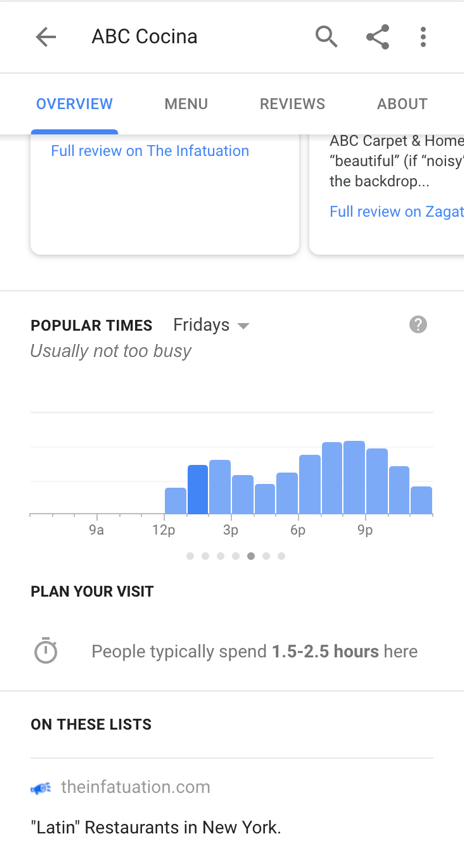 ABC Cocina
OVERVIEW MENU REVIEWS ABOUT
Full review on The Infatuation
ABC Carpet & Home
“beautiful” (if “noisy”
the backdrop...
Full review on Zagat
POPULAR TIMES Fridays
?
Usually not too busy
9a 12p 3p 6p 9p
PLAN YOUR VISIT
People typically spend 1.5-2.5 hours here
ON THESE LISTS
theinfatuation.com
"Latin" Restaurants in New York.